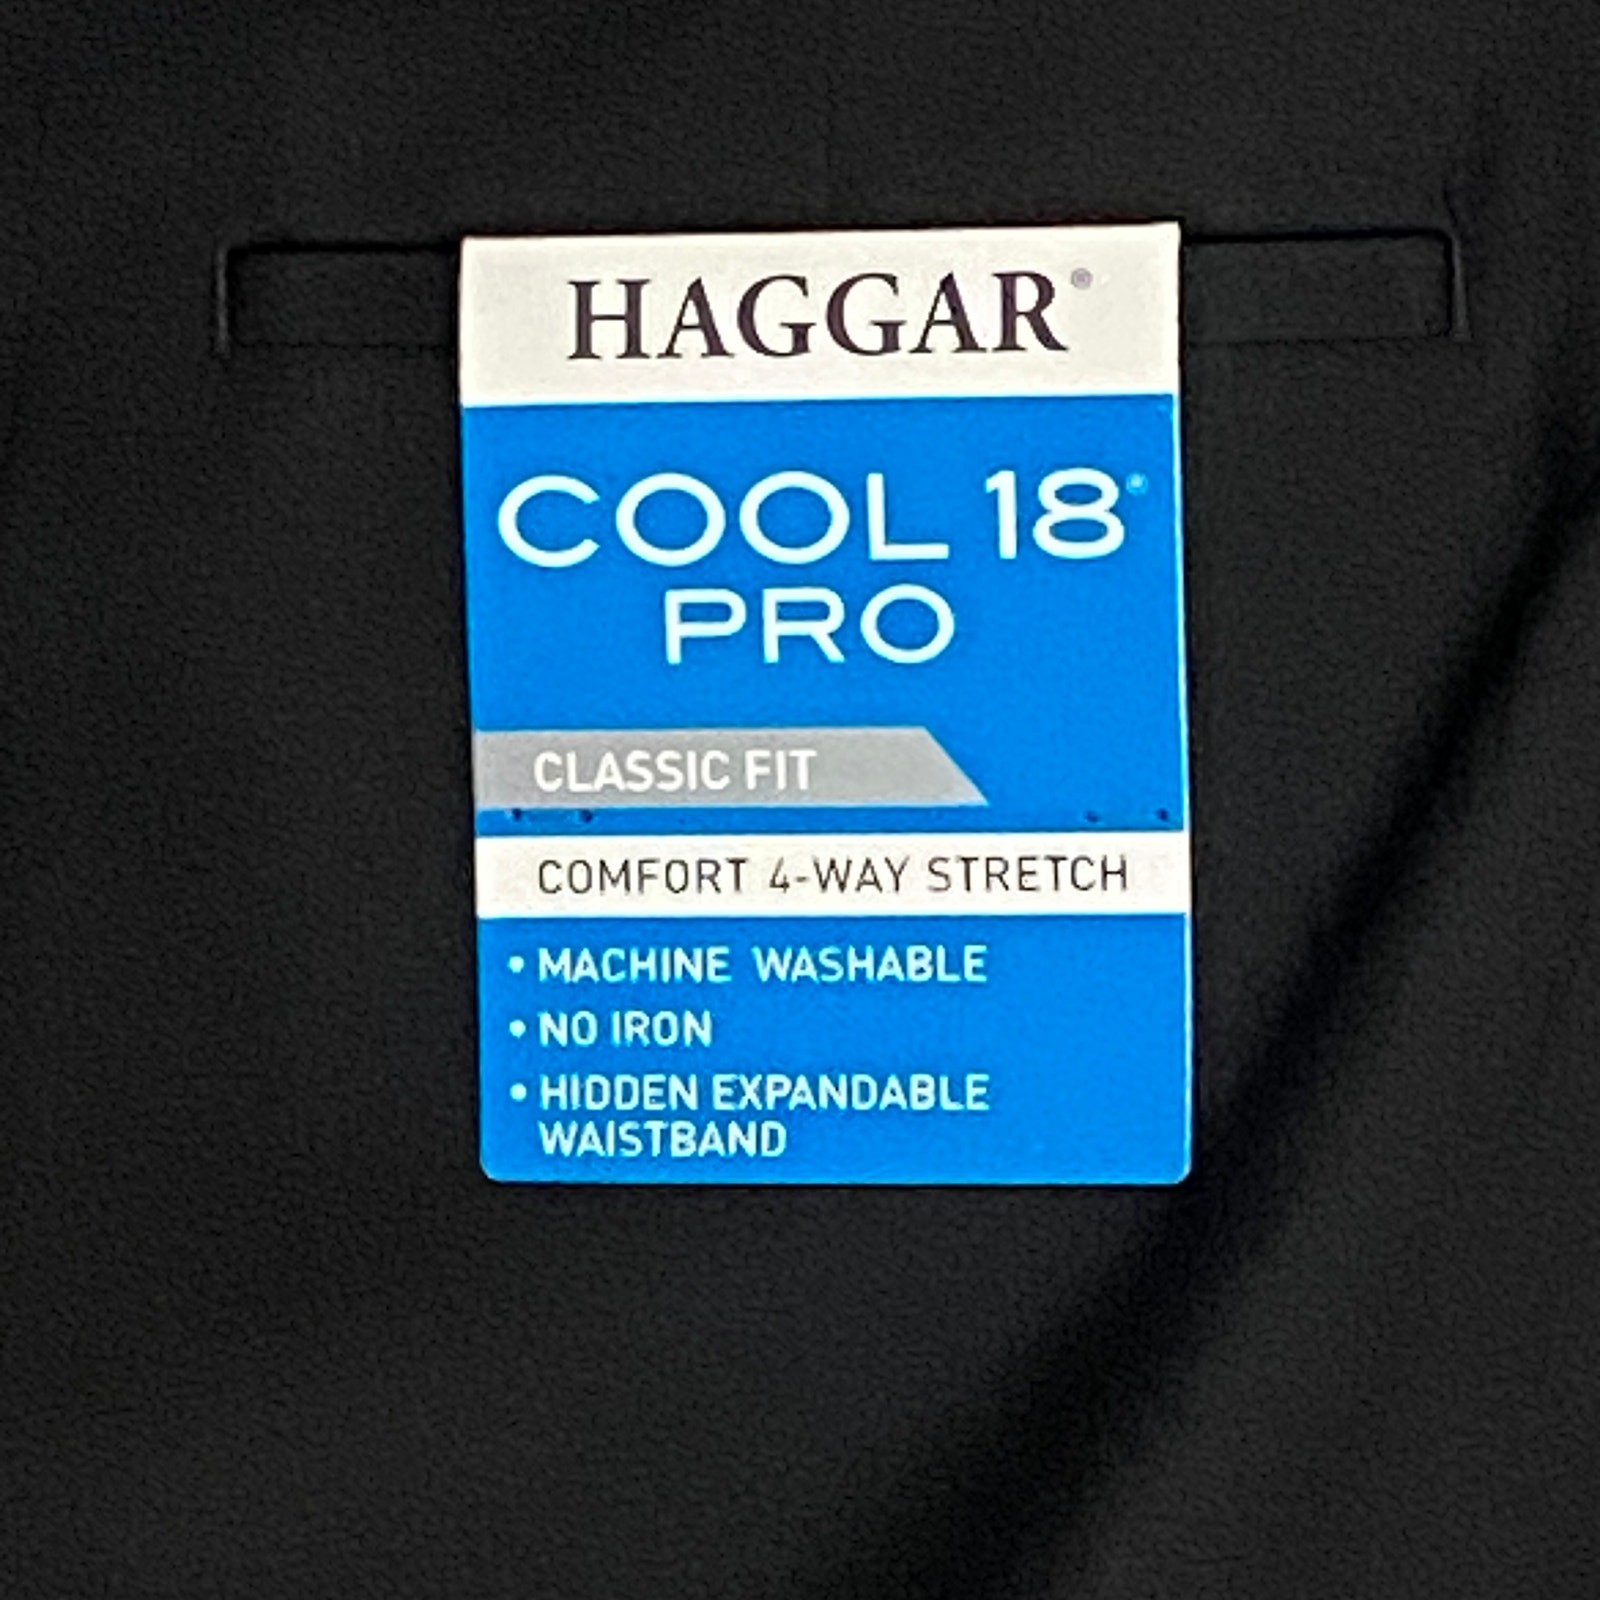 HAGGAR®
COOL 18®
PRO
CLASSIC FIT
COMFORT 4-WAY STRETCH
• MACHINE WASHABLE
• NO IRON
• HIDDEN EXPANDABLE
WAISTBAND